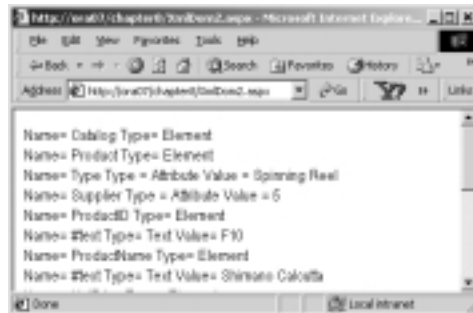 http://ora07/chapter8/XmlDom2.aspx - Microsoft Internet Explorer
File Edit View Favorites Tools Help
Back Search Favorites History
Address http://ora07/chapter8/XmlDom2.aspx Go Links
Name= Catalog Type= Element
Name= Product Type= Element
Name= Type Type = Attribute Value = Spinning Reel
Name= Supplier Type = Attribute Value = 5
Name= ProductID Type= Element
Name= #text Type= Text Value= F10
Name= ProductName Type= Element
Name= #text Type= Text Value= Shimano Calcutta
Done Local intranet